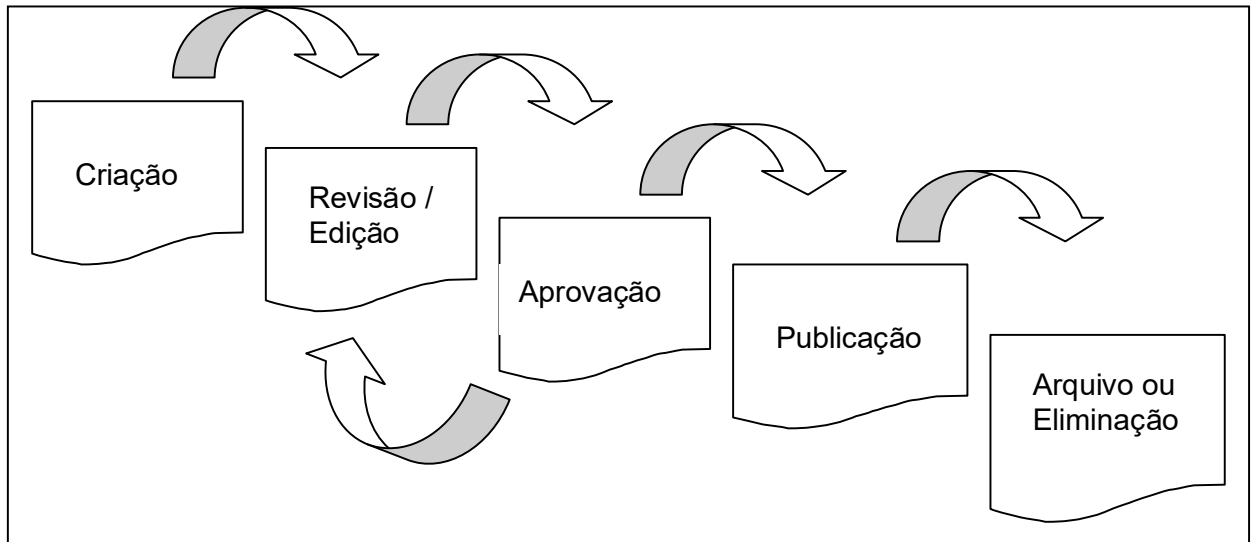 Criação
Revisão /
Edição
Aprovação
Publicação
Arquivo ou
Eliminação